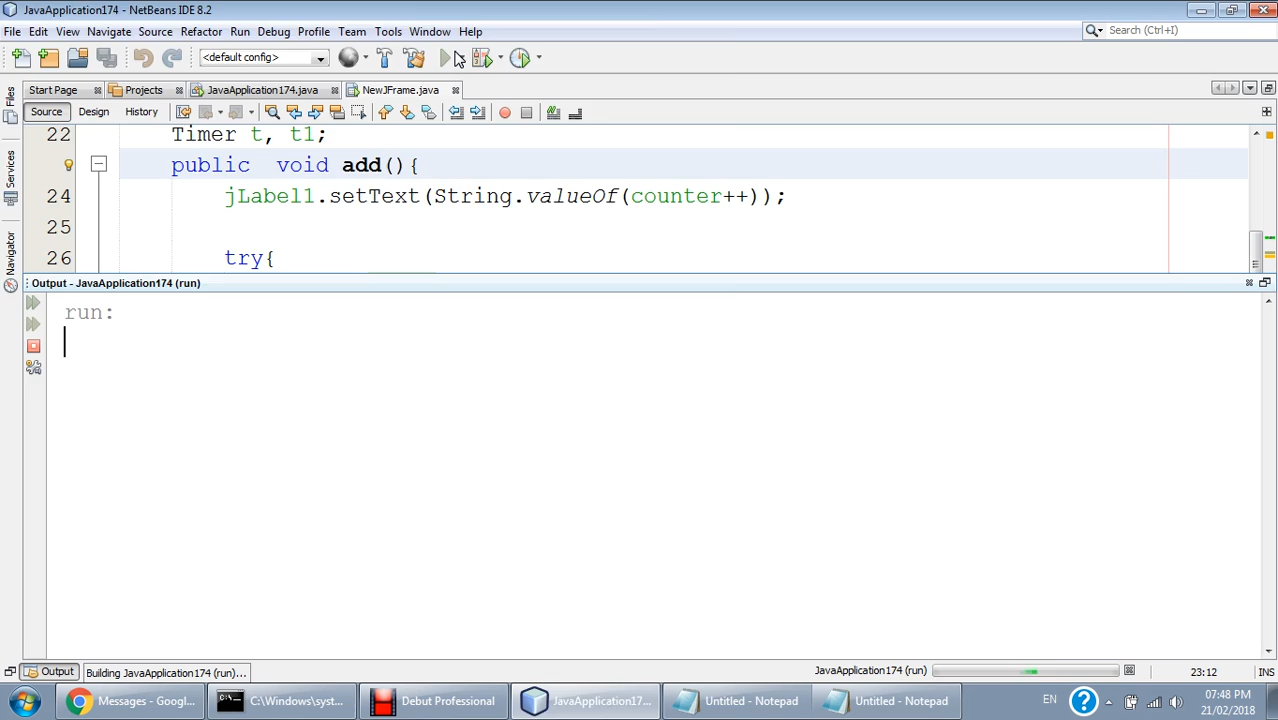 JavaApplication174 - NetBeans IDE 8.2
File Edit View Navigate Source Refactor Run Debug Profile Team Tools Window Help
Search (Ctrl+I)
<default config>
Files
Services
Navigator
Start Page Projects JavaApplication174.java NewJFrame.java
Source Design History
22 Timer t, t1;
public void add(){
24 jLabel1.setText(String.valueOf(counter++));
25
26 try{
Output - JavaApplication174 (run)
run:
Output Building JavaApplication174 (run)... JavaApplication174 (run) 23:12 INS
Messages - Googl... C:\Windows\syst... Debut Professional JavaApplication17... Untitled - Notepad Untitled - Notepad EN 07:48 PM
21/02/2018